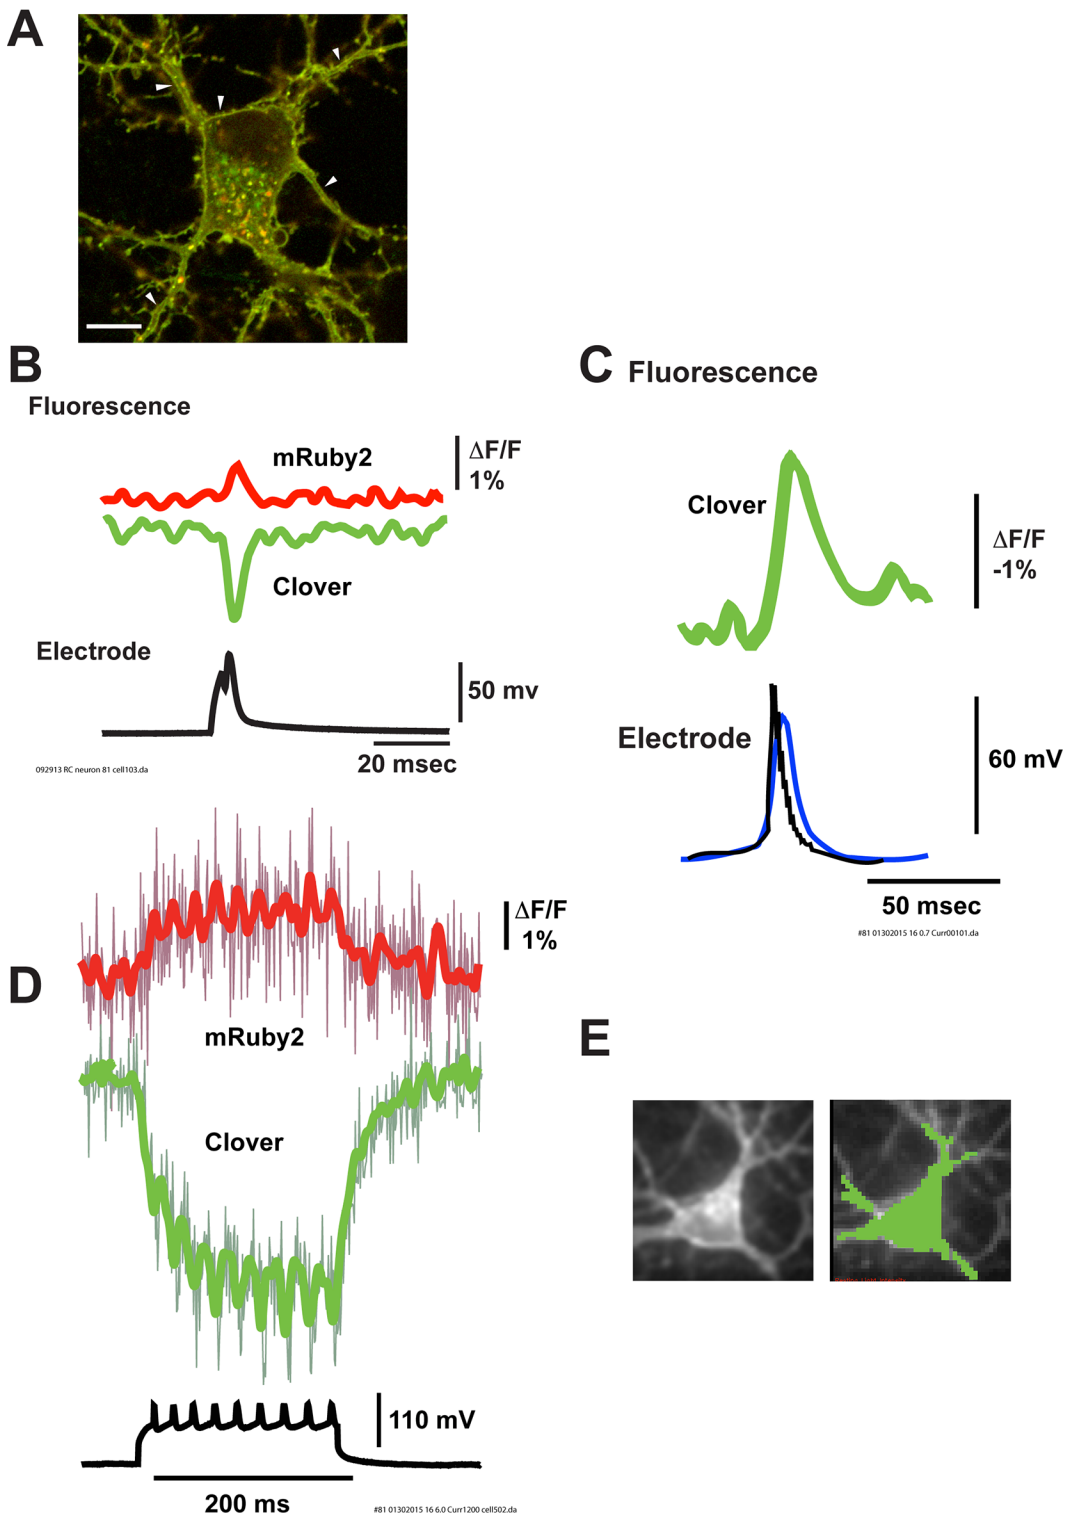 A
B
Fluorescence
mRuby2
ΔF/F
1%
Clover
Electrode
50 mv
20 msec
092913 RC neuron 81 cell103.da
C
Fluorescence
Clover
ΔF/F
-1%
Electrode
60 mV
50 msec
#81 01302015 16 0.7 Curr00101.da
D
ΔF/F
1%
mRuby2
Clover
110 mV
200 ms
#81 01302015 16 6.0 Curr1200 cell502.da
E